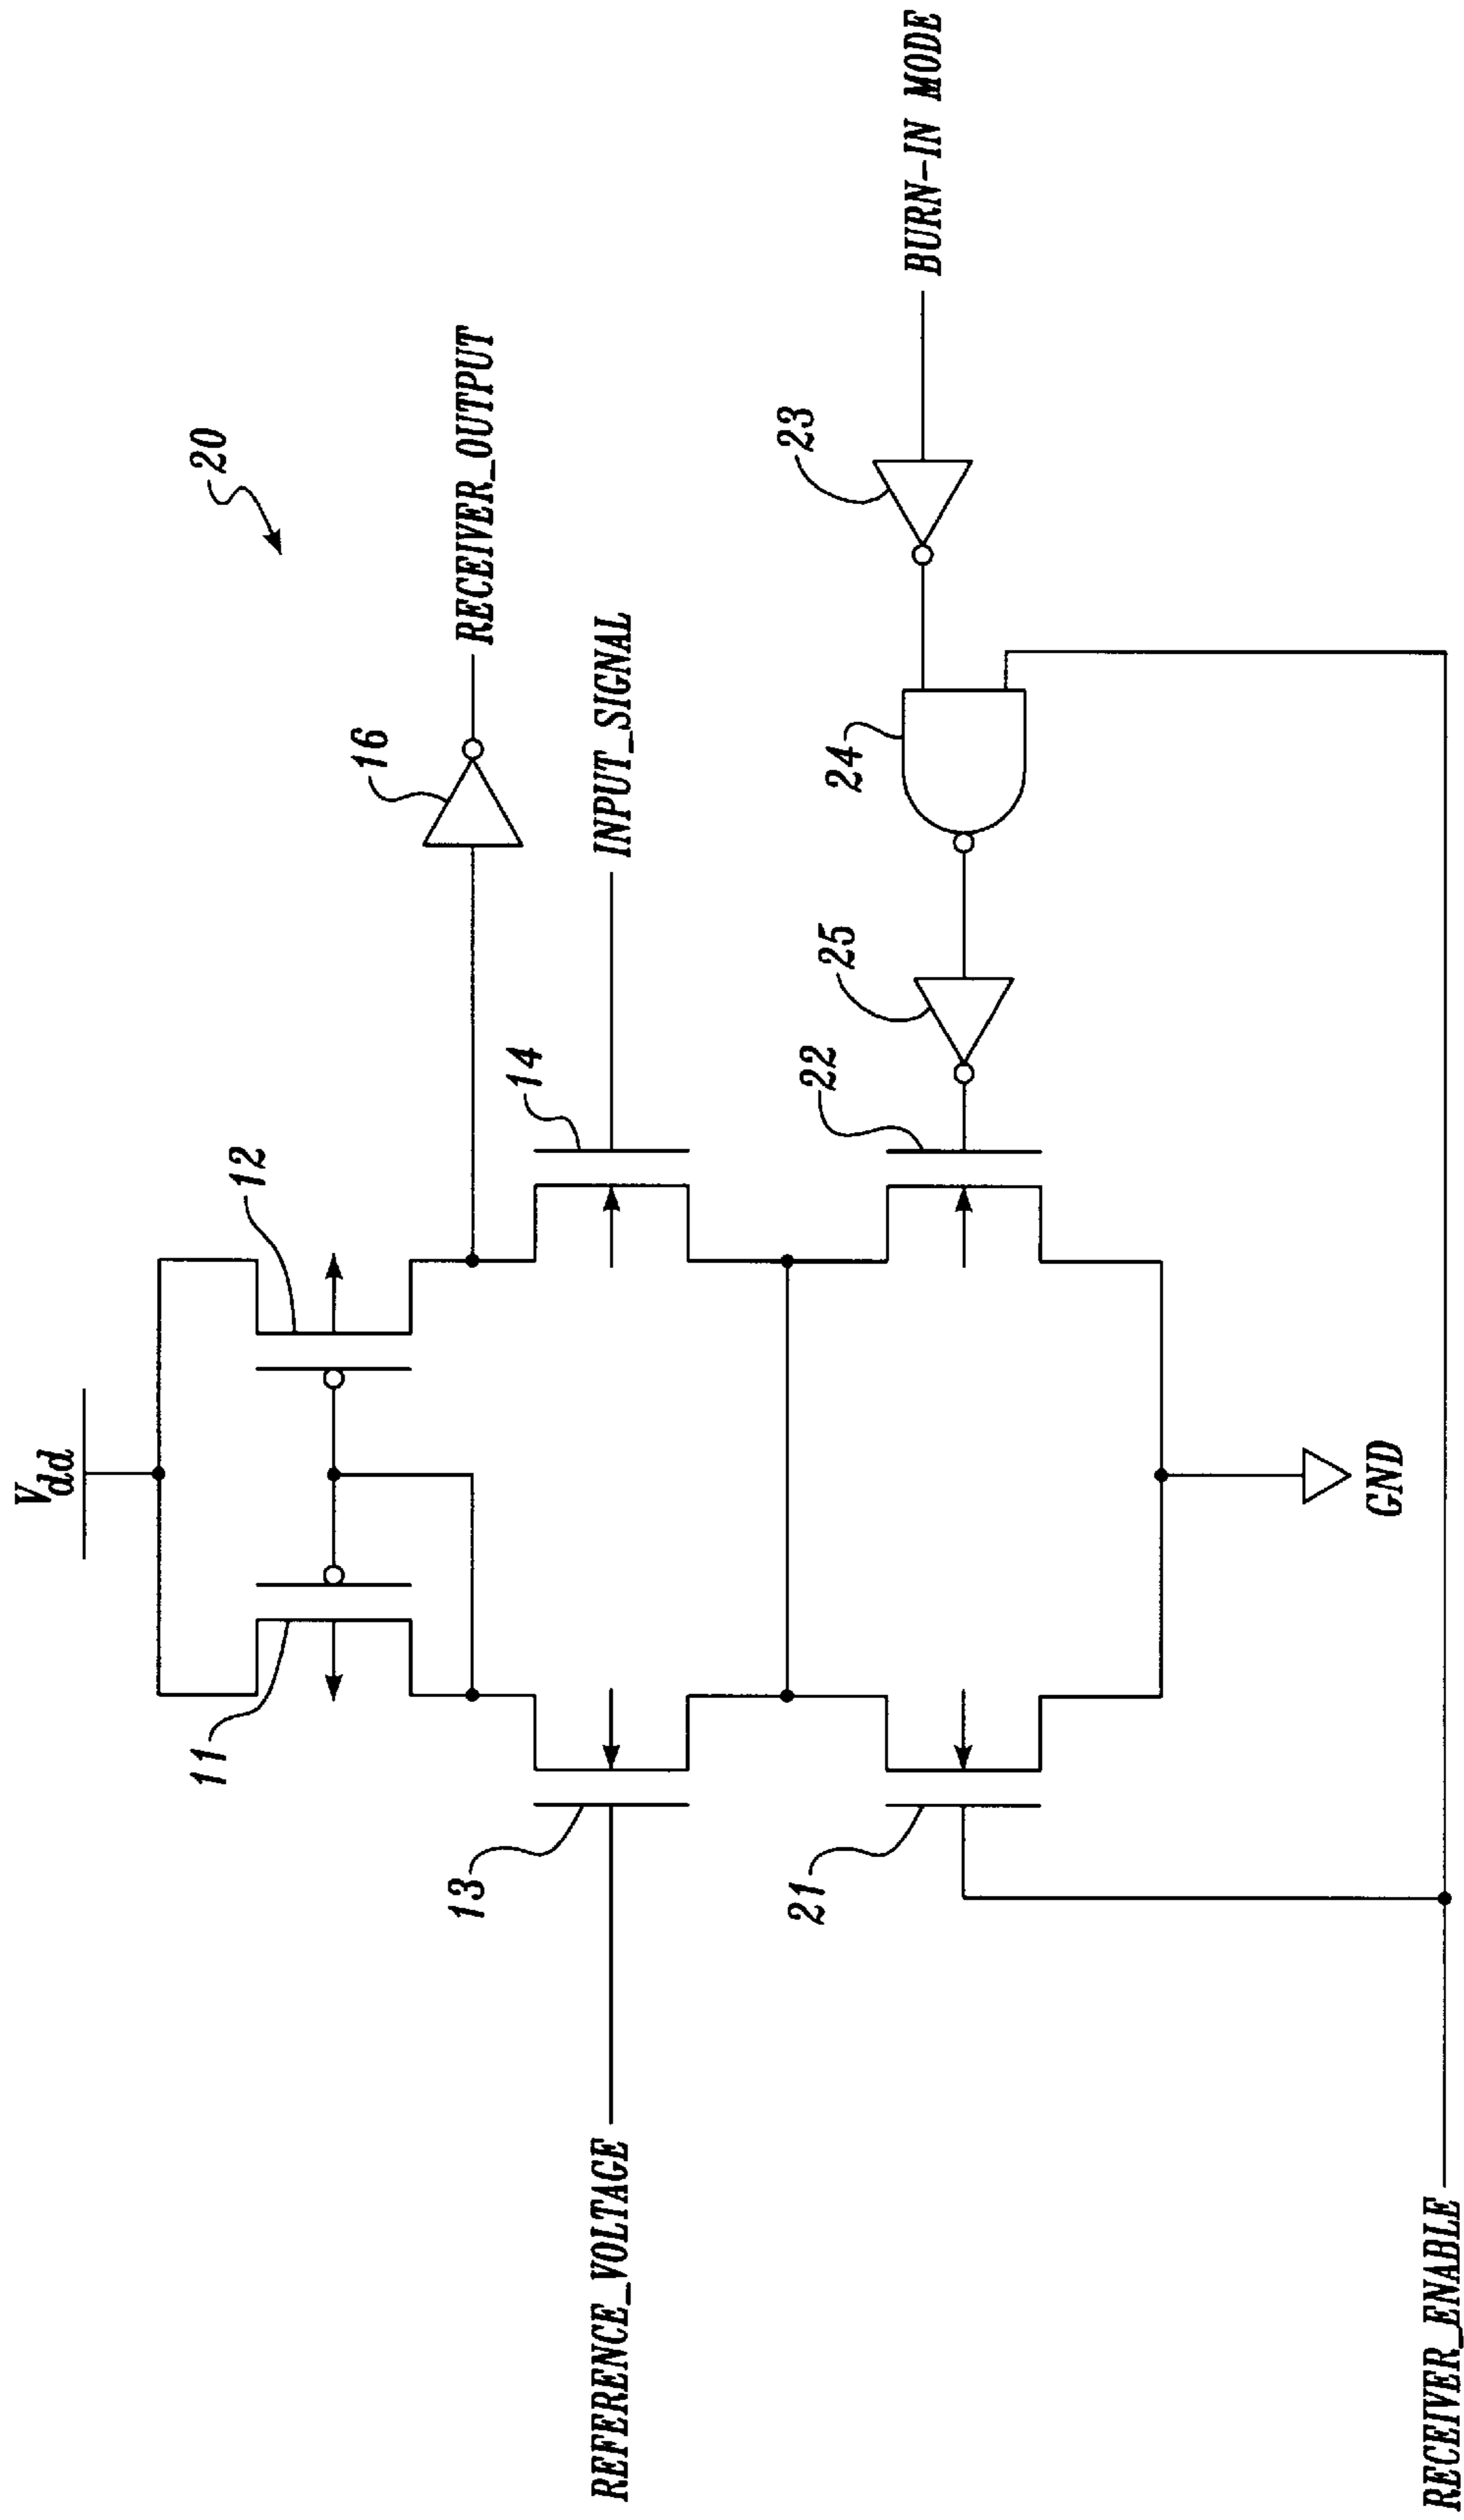 20
Vdd
11
12
16
RECEIVER_OUTPUT
REFERENCE_VOLTAGE
13
14
INPUT_SIGNAL
21
22
25
24
23
BURN-IN MODE
GND
RECEIVER_ENABLE